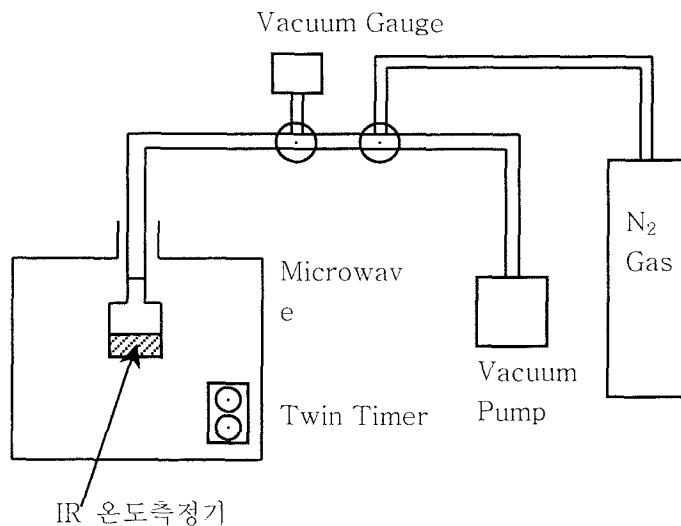 Vacuum Gauge
N₂
Gas
Microwav
e
Vacuum
Pump
Twin Timer
IR 온도측정기